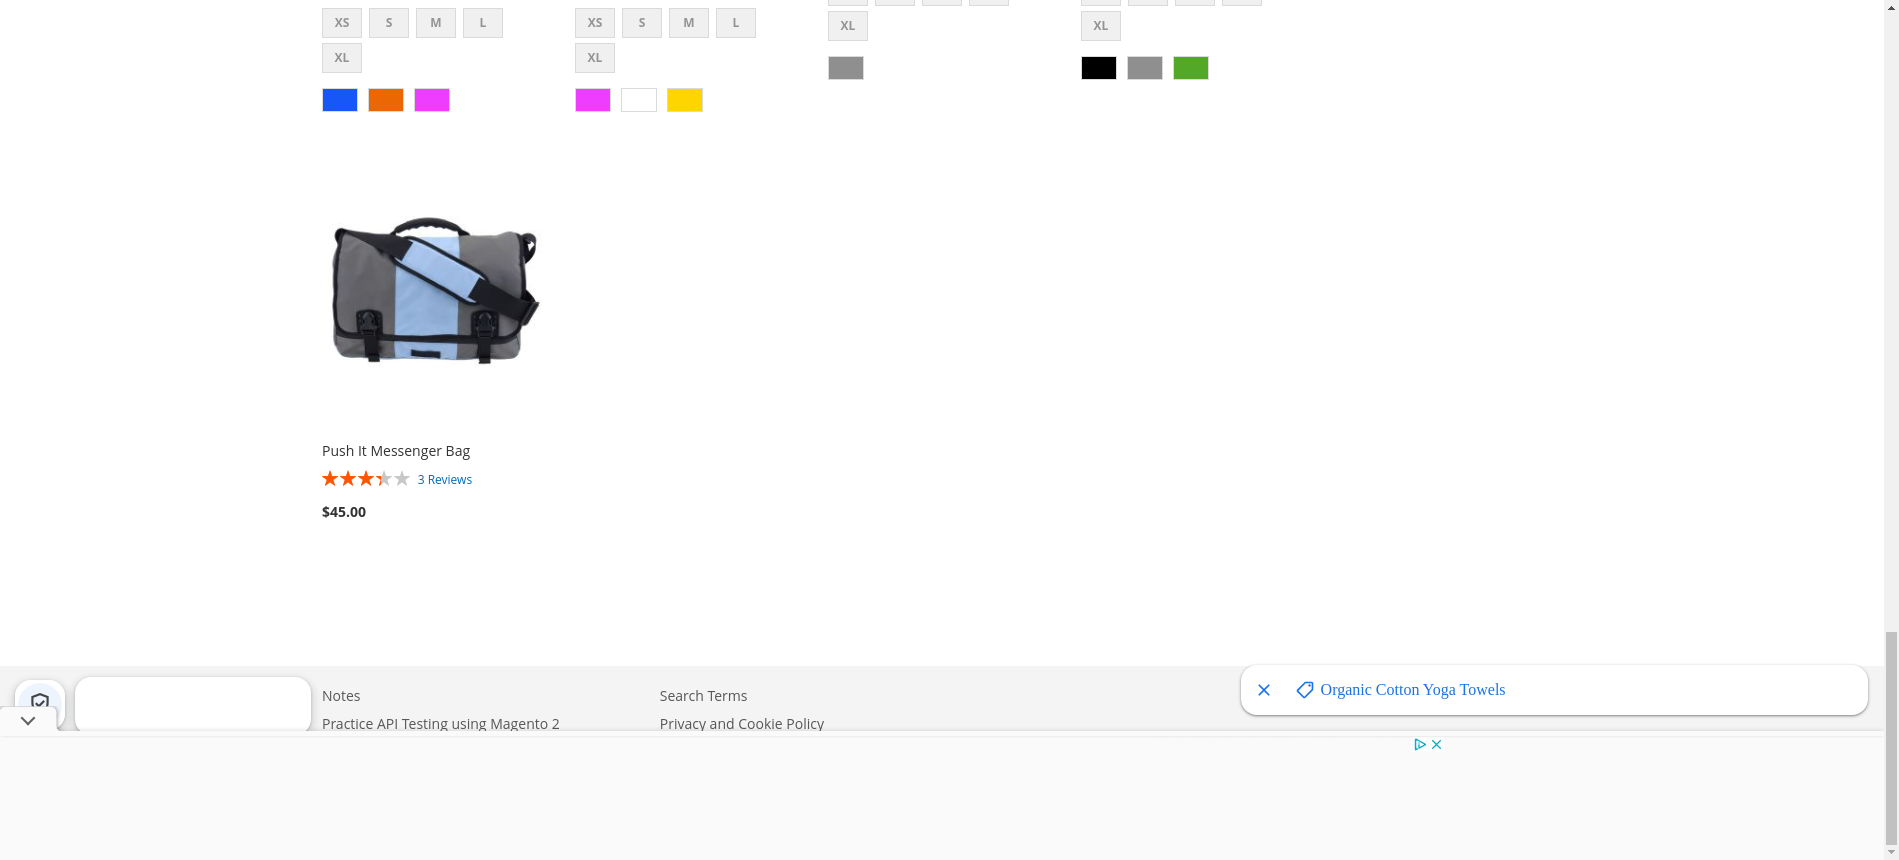 XS S M L
XL
XS S M L
XL
XL
XL
Push It Messenger Bag
3 Reviews
$45.00
Notes
Search Terms
Organic Cotton Yoga Towels
Practice API Testing using Magento 2
Privacy and Cookie Policy